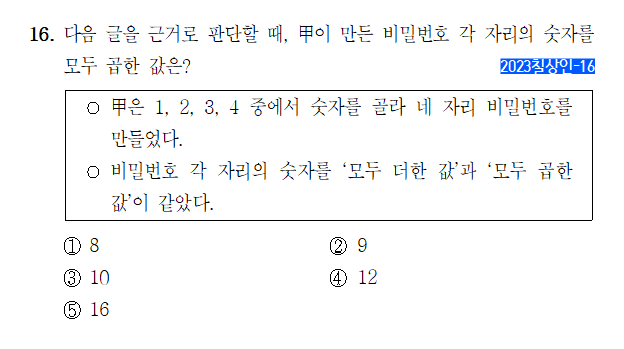 16. 다음 글을 근거로 판단할 때, 甲이 만든 비밀번호 각 자리의 숫자를
모두 곱한 값은?
2023칠상인-16
○ 甲은 1, 2, 3, 4 중에서 숫자를 골라 네 자리 비밀번호를
만들었다.
○ 비밀번호 각 자리의 숫자를 ‘모두 더한 값’과 ‘모두 곱한
값’이 같았다.
① 8
② 9
③ 10
④ 12
⑤ 16